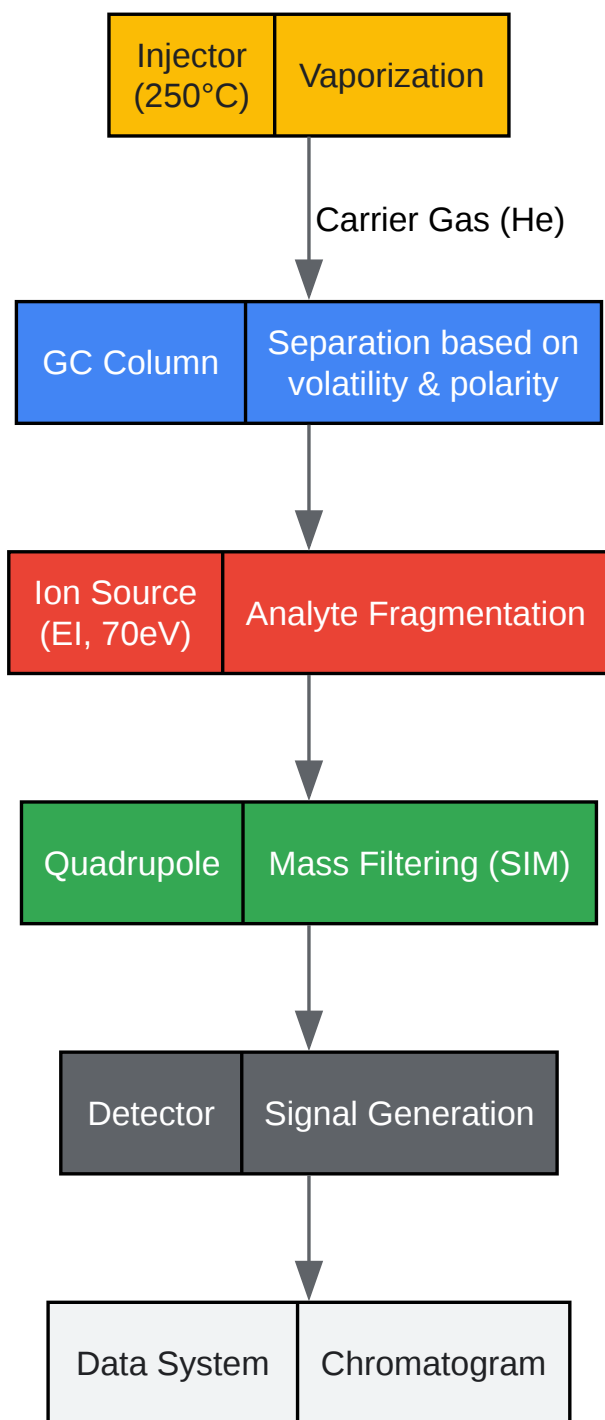 Injector
(250°C)
Vaporization
Carrier Gas (He)
GC Column
Separation based on
volatility & polarity
Ion Source
(EI, 70eV)
Analyte Fragmentation
Quadrupole
Mass Filtering (SIM)
Detector
Signal Generation
Data System
Chromatogram